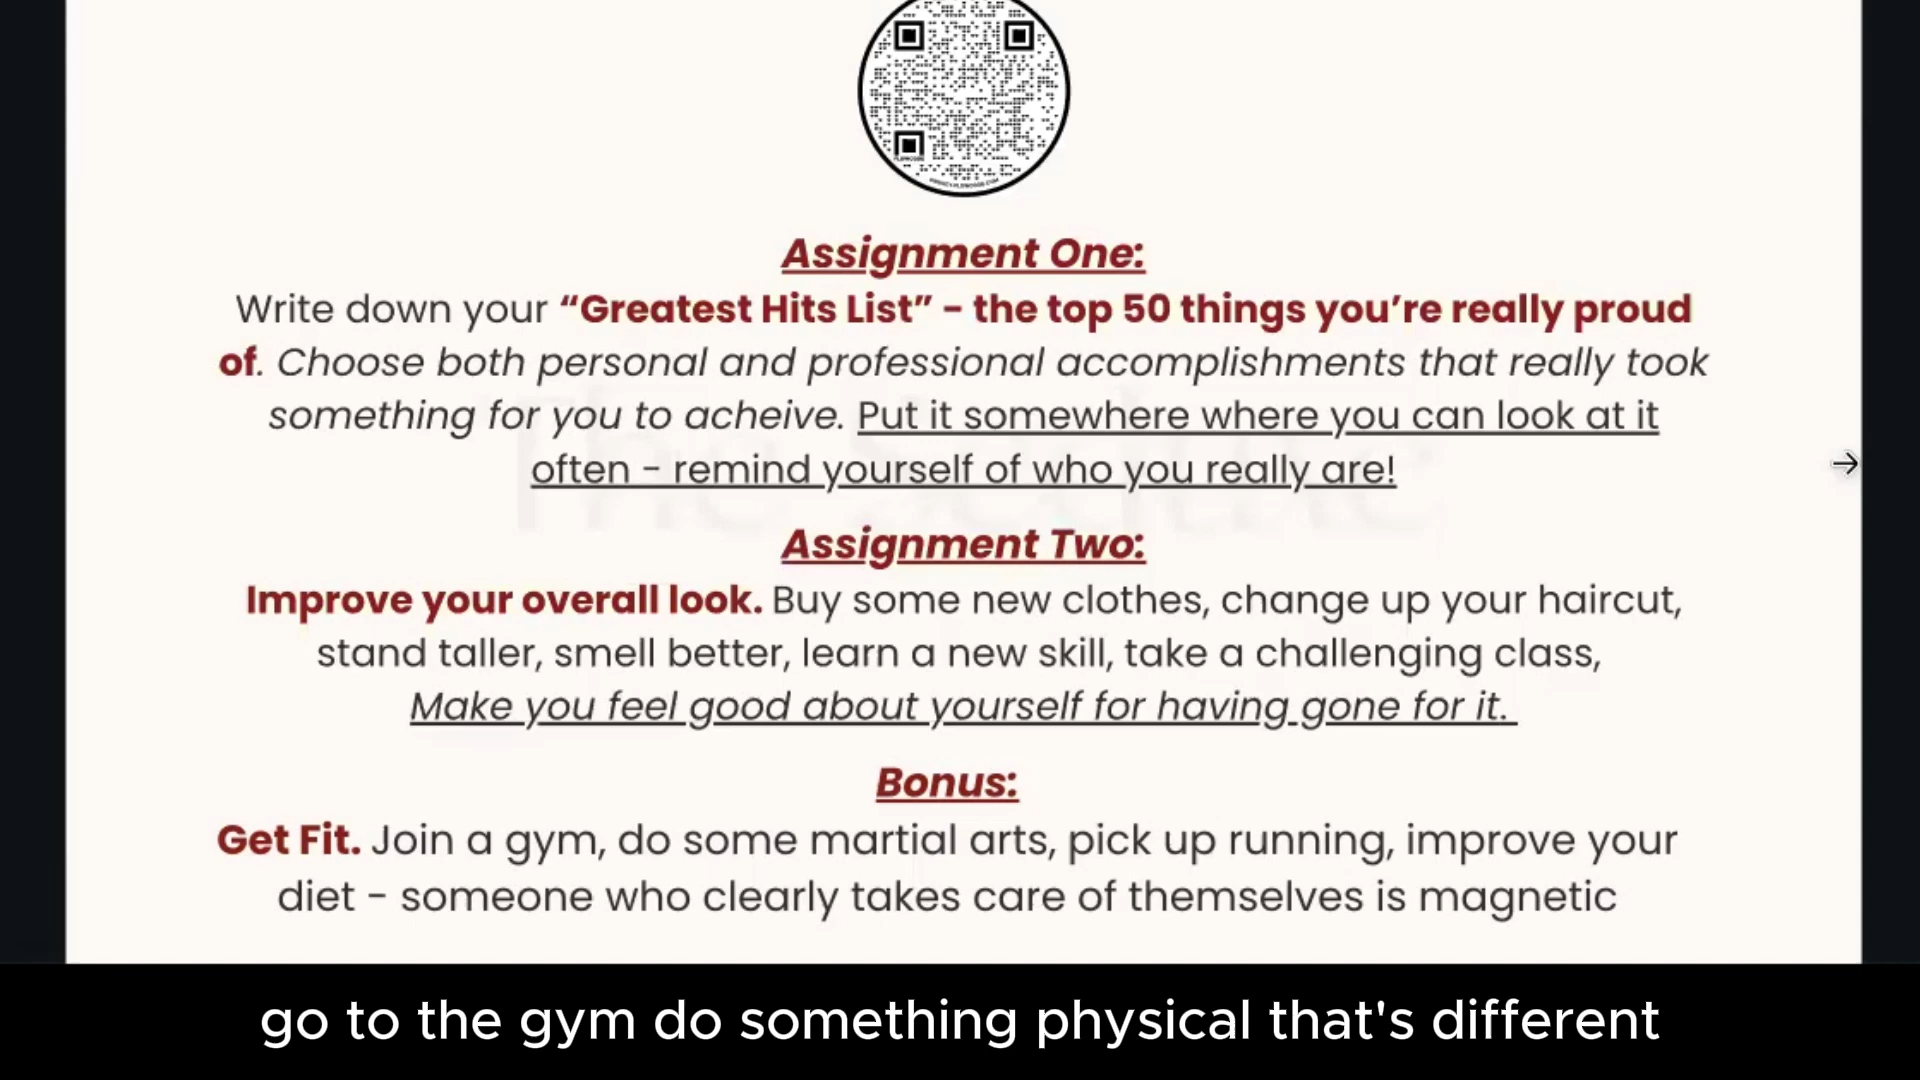 Assignment One:
Write down your “Greatest Hits List” – the top 50 things you’re really proud
of. Choose both personal and professional accomplishments that really took
something for you to acheive. Put it somewhere where you can look at it
often - remind yourself of who you really are!
Assignment Two:
Improve your overall look. Buy some new clothes, change up your haircut,
stand taller, smell better, learn a new skill, take a challenging class,
Make you feel good about yourself for having gone for it.
Bonus:
Get Fit. Join a gym, do some martial arts, pick up running, improve your
diet - someone who clearly takes care of themselves is magnetic
go to the gym do something physical that's different